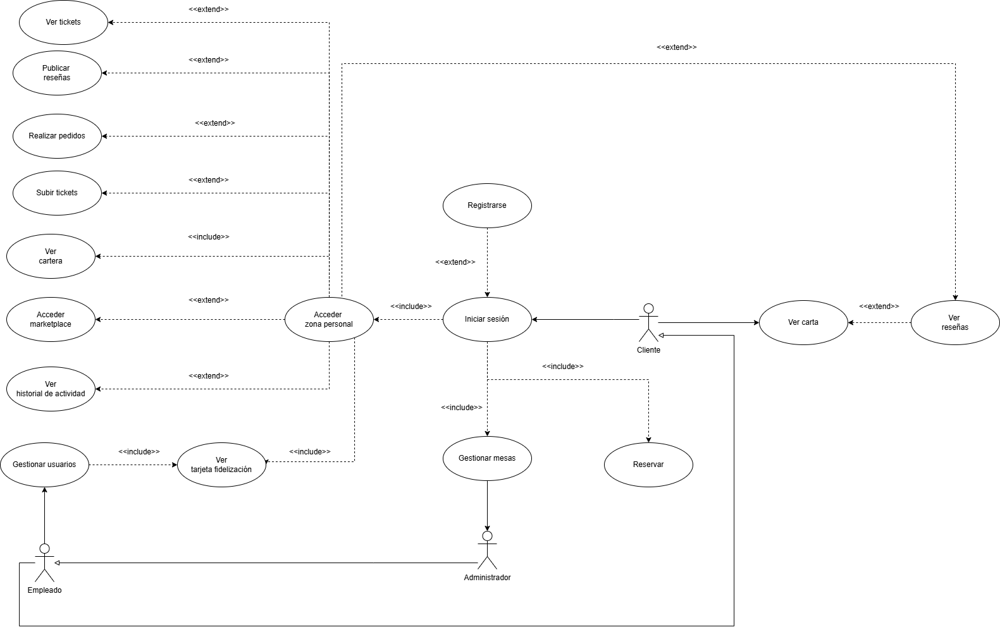 <<extend>>
Ver tickets
<<extend>>
<<extend>>
Publicar
reseñas
<<extend>>
Realizar pedidos
<<extend>>
Subir tickets
Registrarse
<<include>>
Ver
cartera
<<extend>>
<<extend>>
Acceder
marketplace
Acceder
zona personal
<<include>>
Iniciar sesión
Cliente
Ver carta
<<extend>>
Ver
reseñas
<<extend>>
Ver
historial de actividad
<<include>>
<<include>>
Gestionar usuarios
<<include>>
Ver
tarjeta fidelización
<<include>>
Gestionar mesas
Reservar
Empleado
Administrador